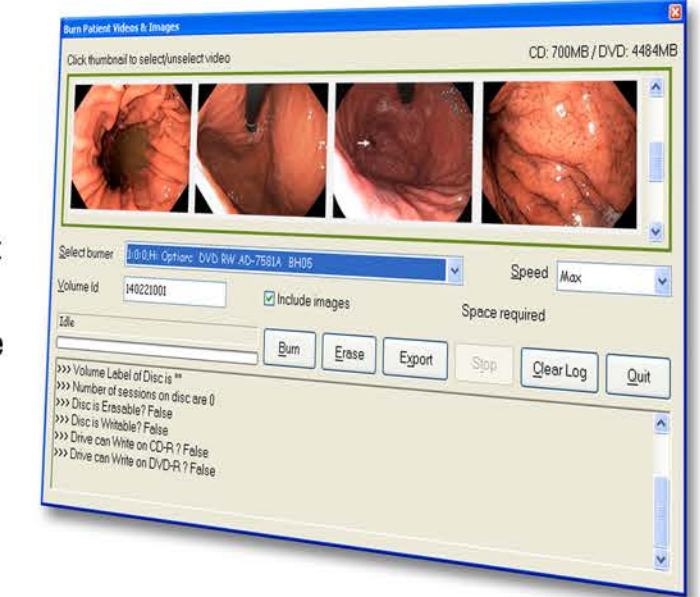 Burn Patient Videos & Images
Click thumbnail to select/unselect video
CD: 700MB / DVD: 4484MB
Select burner 1:0:0,Hi Optiarc DVD RW AD-7581A BH05
Speed Max
Volume Id 140221001
Include images
Space required
Idle
Burn Erase Export Stop Clear Log Quit
>>> Volume Label of Disc is ""
>>> Number of sessions on disc are 0
>>> Disc is Erasable? False
>>> Disc is Writable? False
>>> Drive can Write on CD-R ? False
>>> Drive can Write on DVD-R ? False
t
e